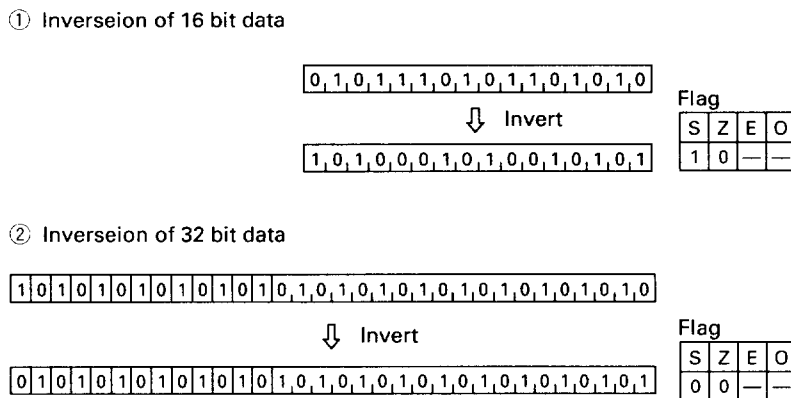 ① Inverseion of 16 bit data
0 1 0 1 1 1 0 1 0 1 1 0 1 0 1 0
Invert
1 0 1 0 0 0 1 0 1 0 0 1 0 1 0 1
Flag
S Z E O
1 0 — —
② Inverseion of 32 bit data
1 0 1 0 1 0 1 0 1 0 1 0 1 0 1 0 1 0 1 0 1 0 1 0 1 0 1 0 1 0 1 0
Invert
0 1 0 1 0 1 0 1 0 1 0 1 0 1 0 1 0 1 0 1 0 1 0 1 0 1 0 1 0 1 0 1
Flag
S Z E O
0 0 — —